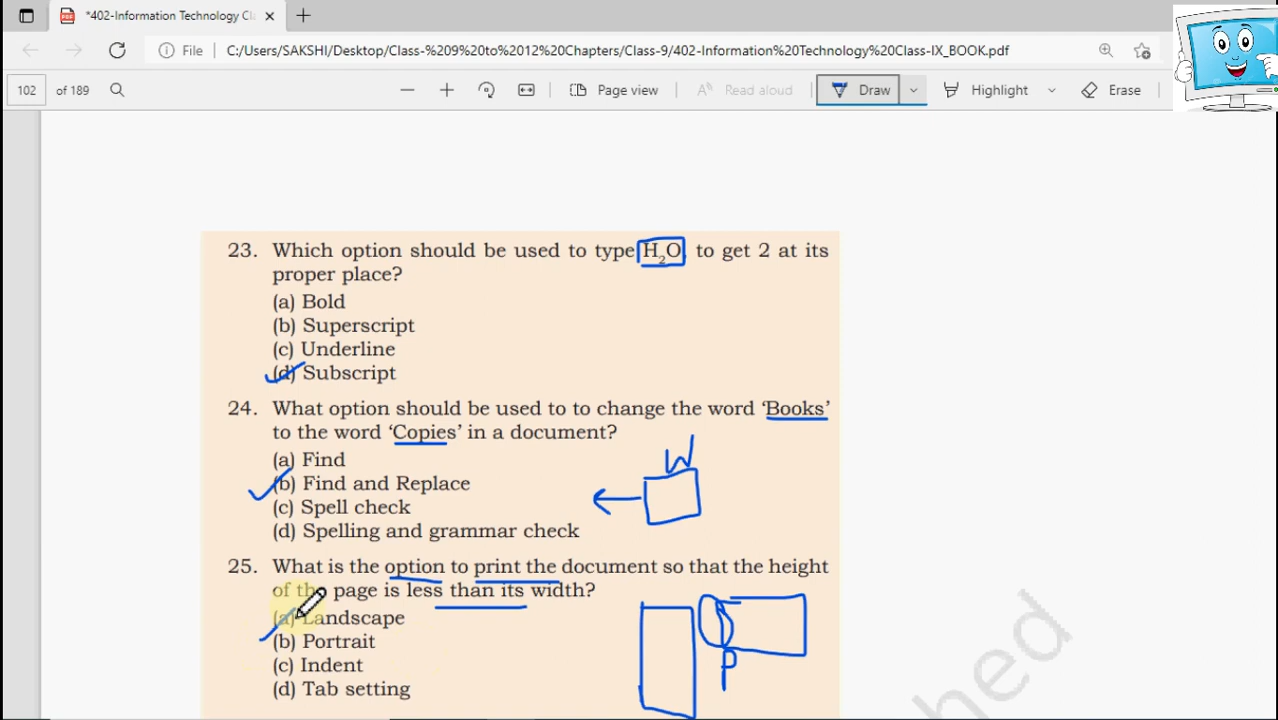 *402-Information Technology Cla
File
C:/Users/SAKSHI/Desktop/Class-%209%20to%2012%20Chapters/Class-9/402-Information%20Technology%20Class-IX_BOOK.pdf
102 of 189
Page view
Read aloud
Draw
Highlight
Erase
23. Which option should be used to type H₂O, to get 2 at its
proper place?
(a) Bold
(b) Superscript
(c) Underline
(d) Subscript
24. What option should be used to to change the word ‘Books’
to the word ‘Copies’ in a document?
(a) Find
(b) Find and Replace
(c) Spell check
(d) Spelling and grammar check
W
25. What is the option to print the document so that the height
of the page is less than its width?
(a) Landscape
(b) Portrait
(c) Indent
(d) Tab setting
P
shed